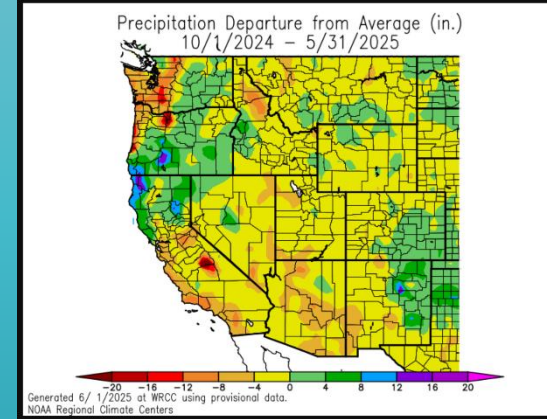 Precipitation Departure from Average (in.)
10/1/2024 – 5/31/2025
-20 -16 -12 -8 -4 0 4 8 12 16 20
Generated 6/ 1/2025 at WRCC using provisional data.
NOAA Regional Climate Centers